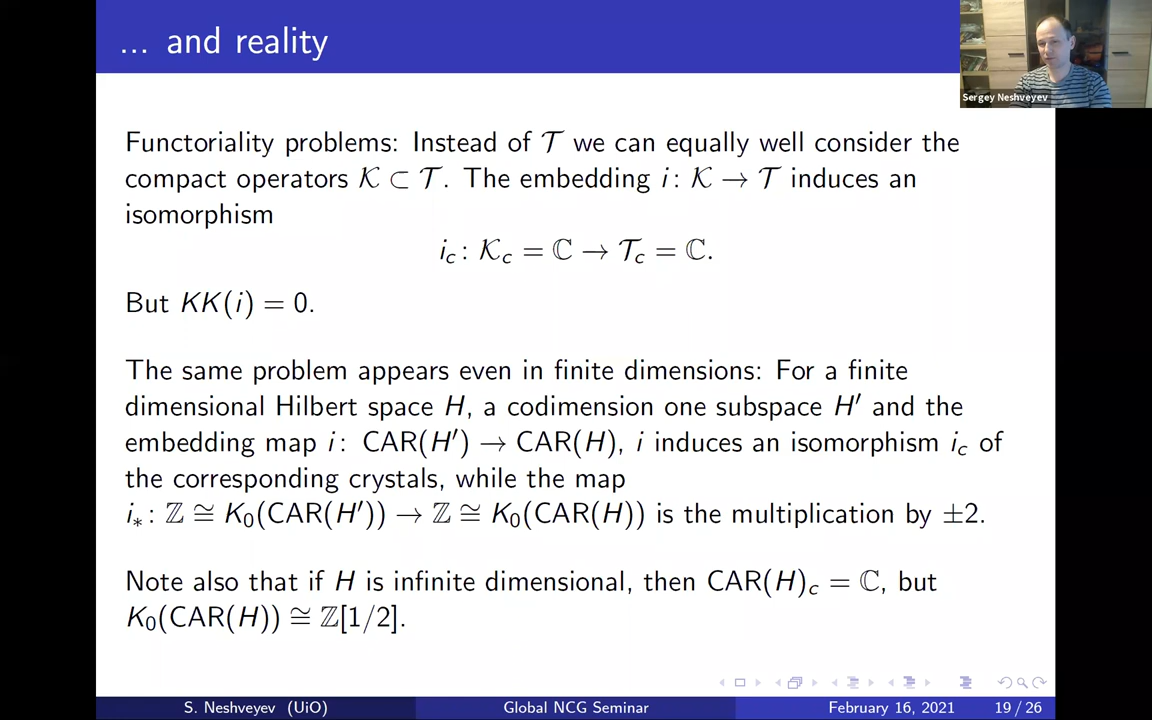 ... and reality
Sergey Neshveyev
Functoriality problems: Instead of 𝒯 we can equally well consider the
compact operators 𝒦 ⊂ 𝒯. The embedding i: 𝒦 → 𝒯 induces an
isomorphism
i_c: 𝒦_c = ℂ → 𝒯_c = ℂ.
But KK(i) = 0.
The same problem appears even in finite dimensions: For a finite
dimensional Hilbert space H, a codimension one subspace H′ and the
embedding map i: CAR(H′) → CAR(H), i induces an isomorphism i_c of
the corresponding crystals, while the map
i_*: ℤ ≅ K_0(CAR(H′)) → ℤ ≅ K_0(CAR(H)) is the multiplication by ±2.
Note also that if H is infinite dimensional, then CAR(H)_c = ℂ, but
K_0(CAR(H)) ≅ ℤ[1/2].
S. Neshveyev (UiO) Global NCG Seminar February 16, 2021 19 / 26